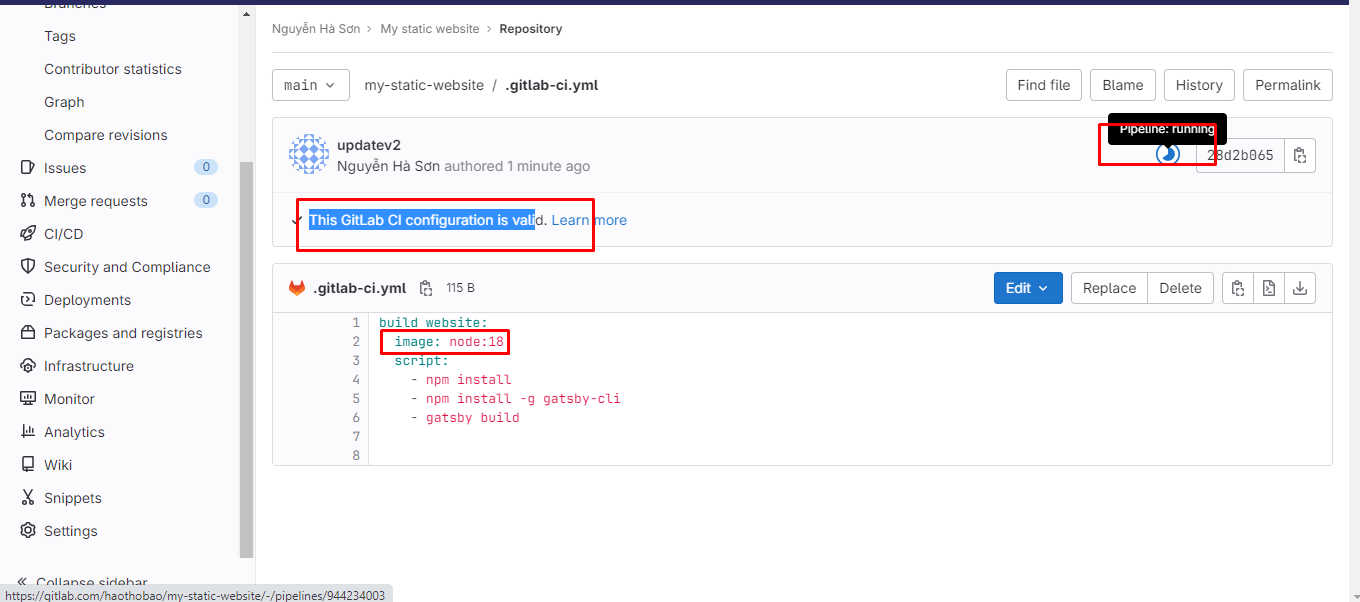 Branches
Tags
Contributor statistics
Graph
Compare revisions
Issues 0
Merge requests 0
CI/CD
Security and Compliance
Deployments
Packages and registries
Infrastructure
Monitor
Analytics
Wiki
Snippets
Settings
Collapse sidebar
https://gitlab.com/haothobao/my-static-website/-/pipelines/944234003
Nguyễn Hà Sơn › My static website › Repository
main my-static-website / .gitlab-ci.yml Find file Blame History Permalink
Pipeline: running
updatev2
Nguyễn Hà Sơn authored 1 minute ago
28d2b065
This GitLab CI configuration is valid. Learn more
.gitlab-ci.yml 115 B Edit Replace Delete
1 build website:
2 image: node:18
3 script:
4 - npm install
5 - npm install -g gatsby-cli
6 - gatsby build
7
8